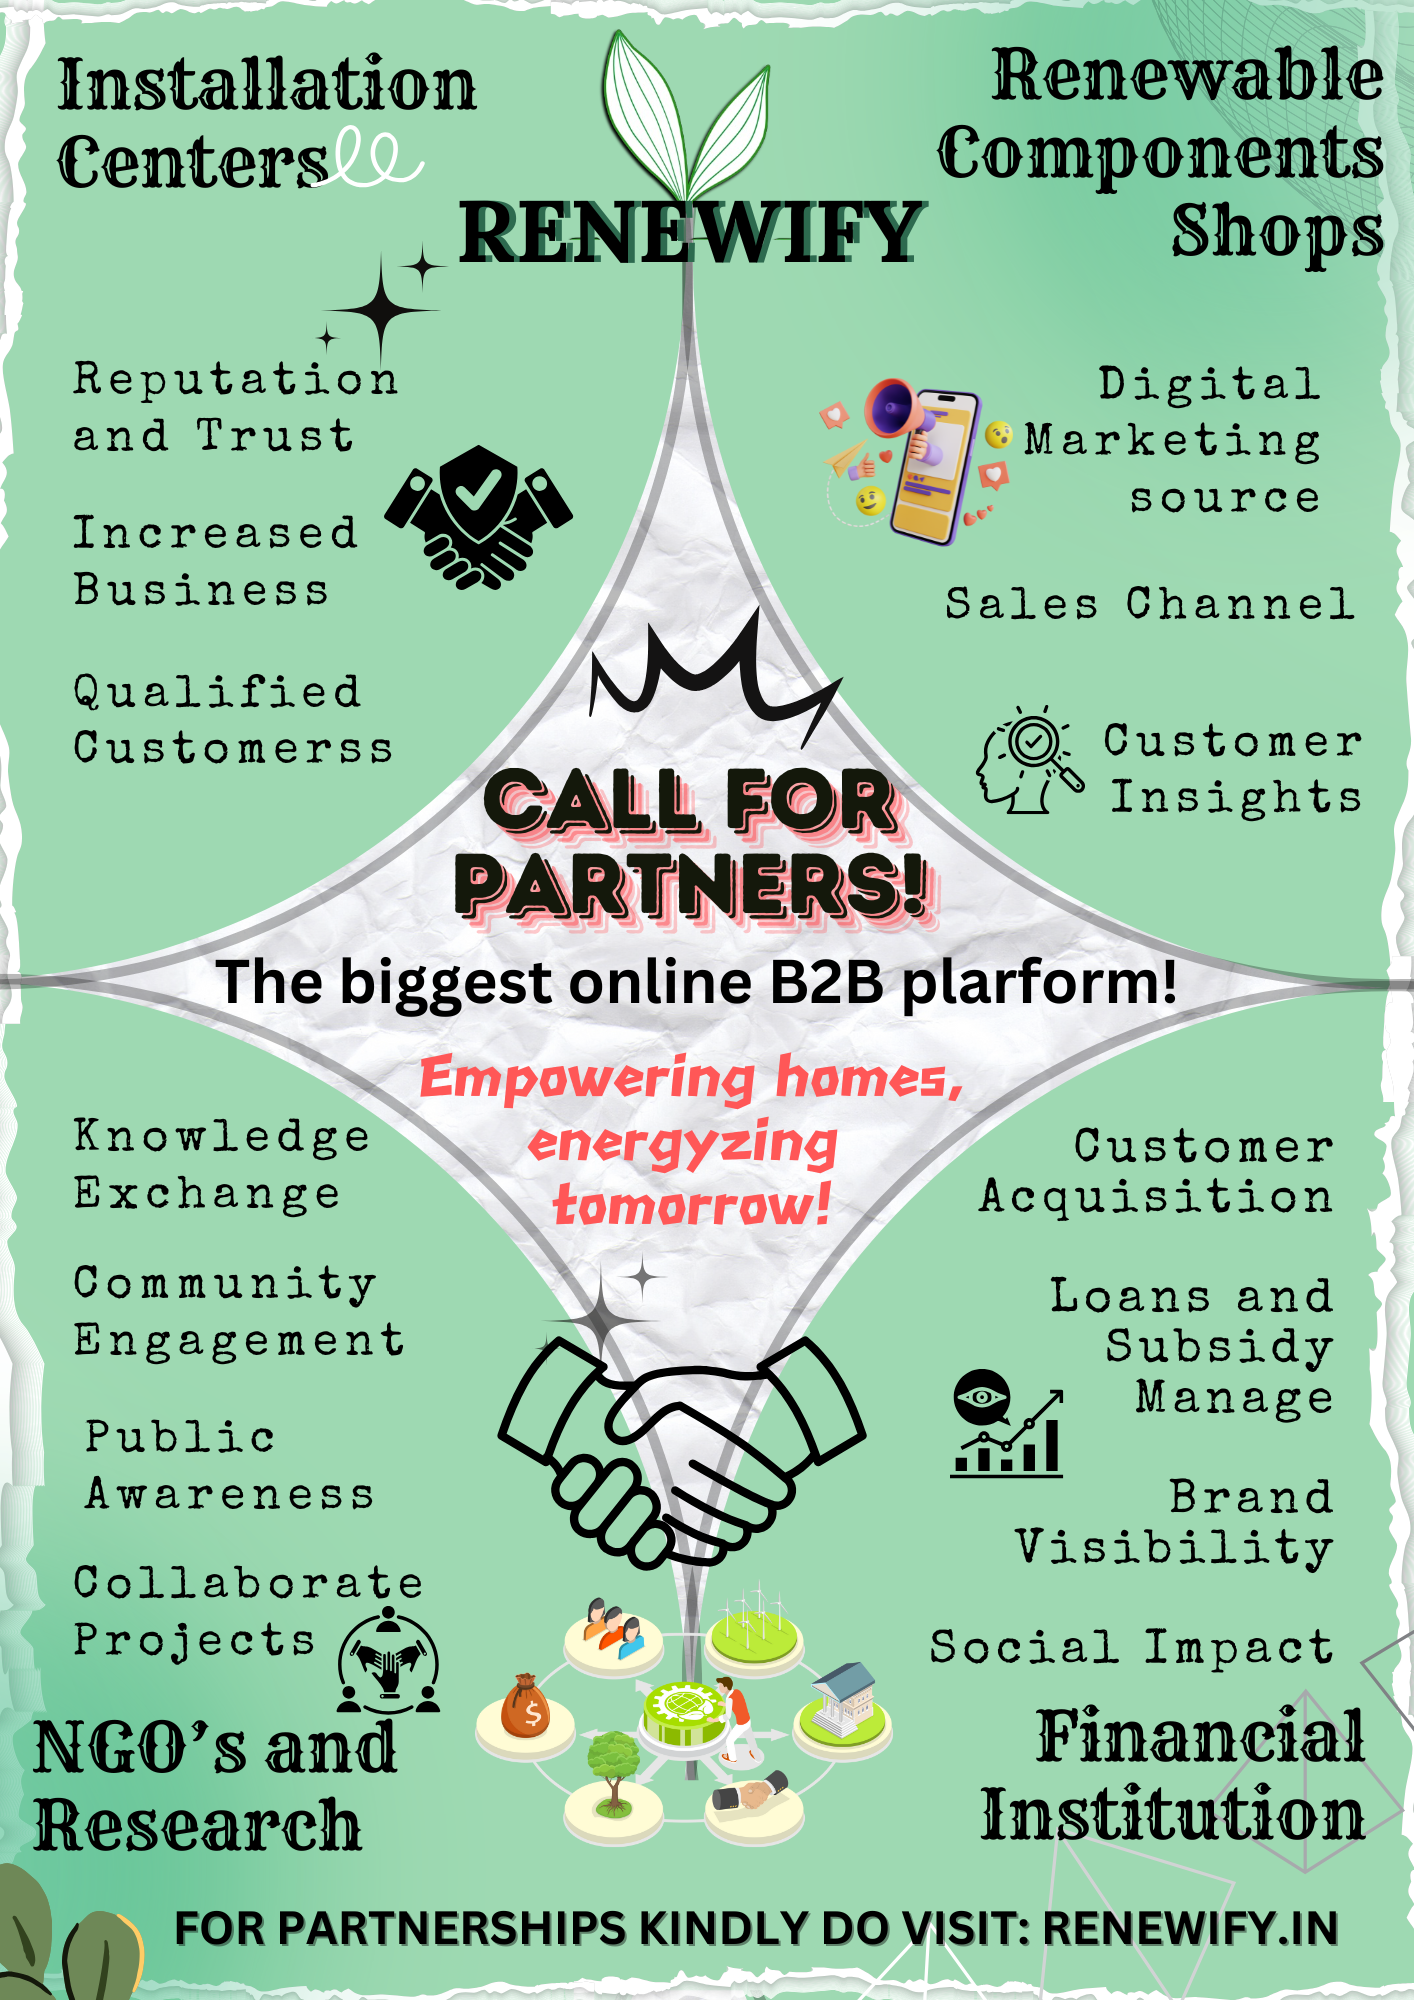 Installation
Centers
Renewable
Components
Shops
RENEWIFY
Reputation
and Trust
Increased
Business
Qualified
Customerss
Digital
Marketing
source
Sales Channel
Customer
Insights
CALL FOR
PARTNERS!
The biggest online B2B plarform!
Empowering homes,
energyzing
tomorrow!
Knowledge
Exchange
Community
Engagement
Public
Awareness
Collaborate
Projects
NGO's and
Research
Customer
Acquisition
Loans and
Subsidy
Manage
Brand
Visibility
Social Impact
Financial
Institution
$
FOR PARTNERSHIPS KINDLY DO VISIT: RENEWIFY.IN